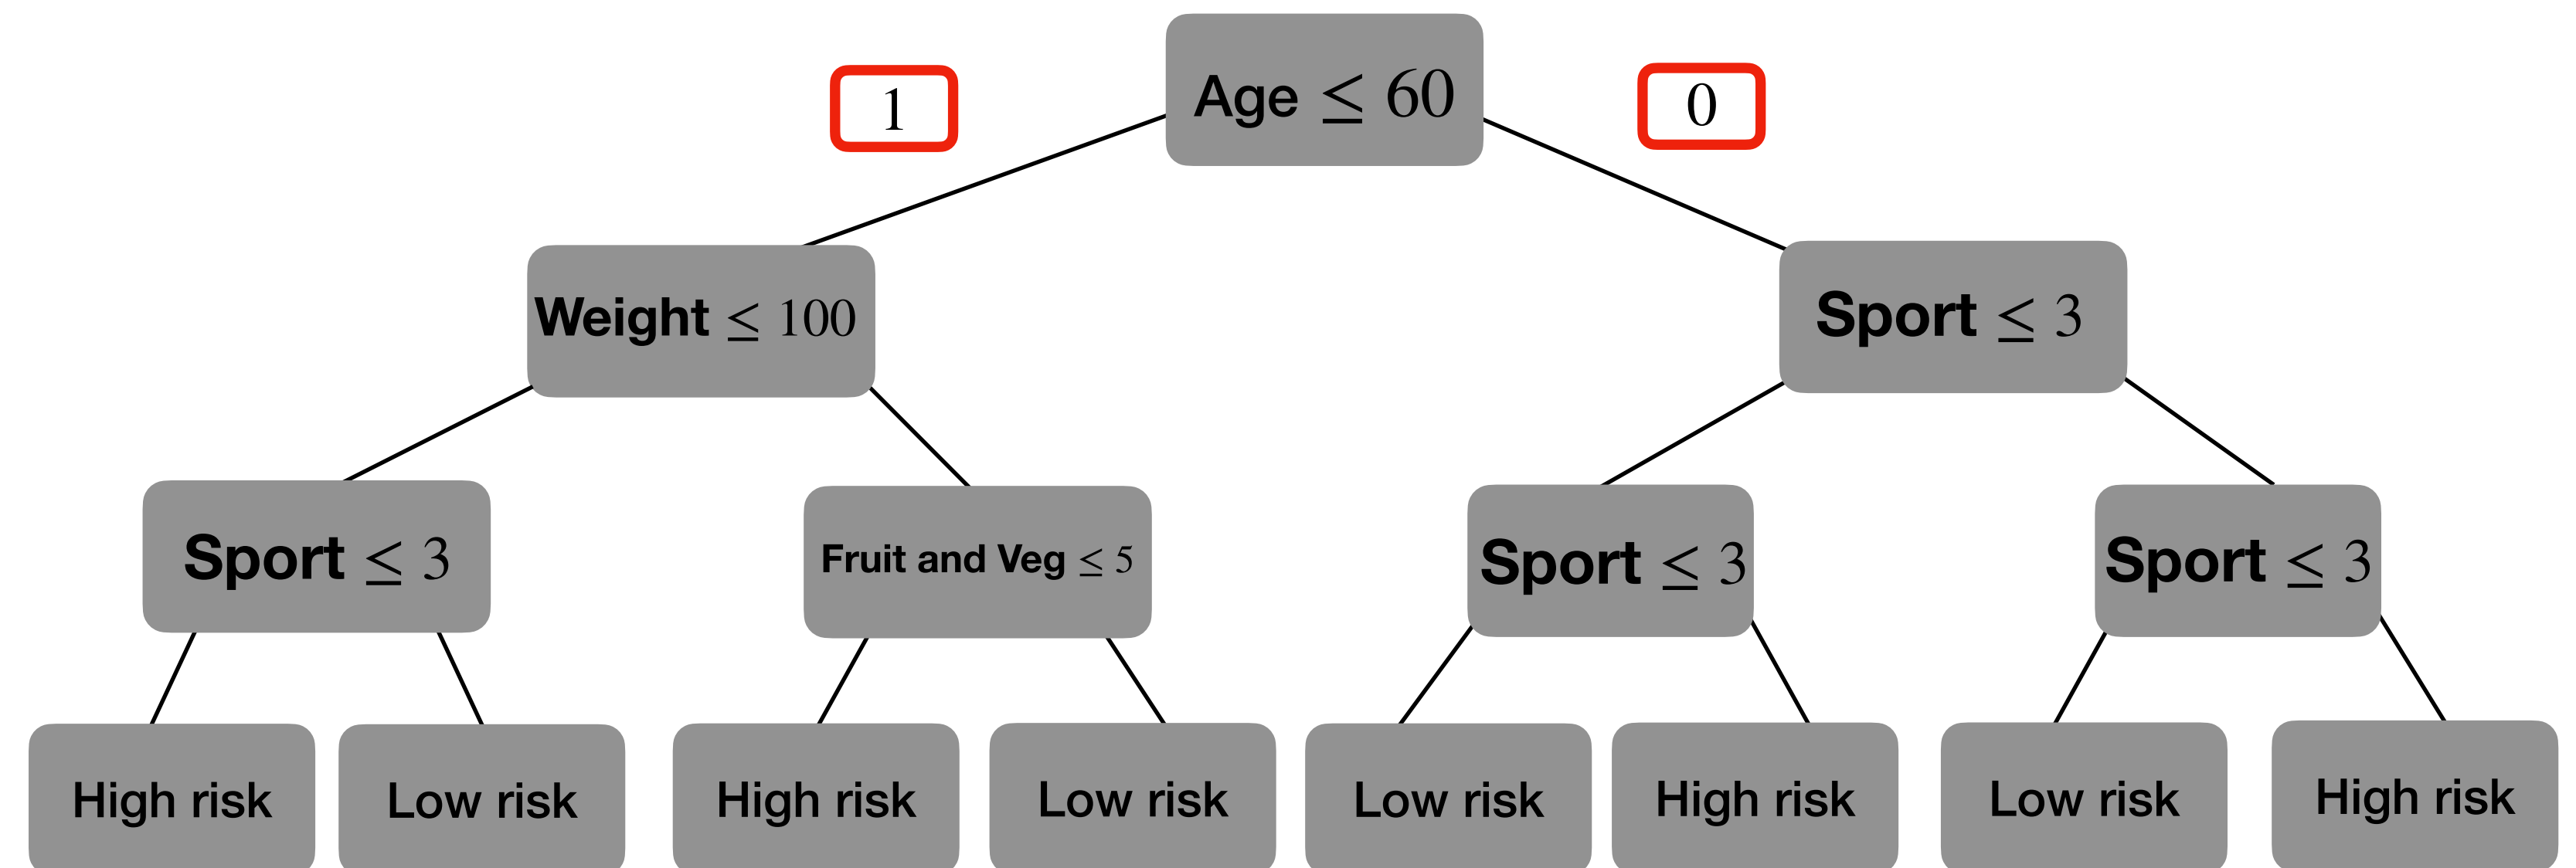 Age ≤ 60
1
0
Weight ≤ 100
Sport ≤ 3
Sport ≤ 3
Fruit and Veg ≤ 5
Sport ≤ 3
Sport ≤ 3
High risk
Low risk
High risk
Low risk
Low risk
High risk
Low risk
High risk